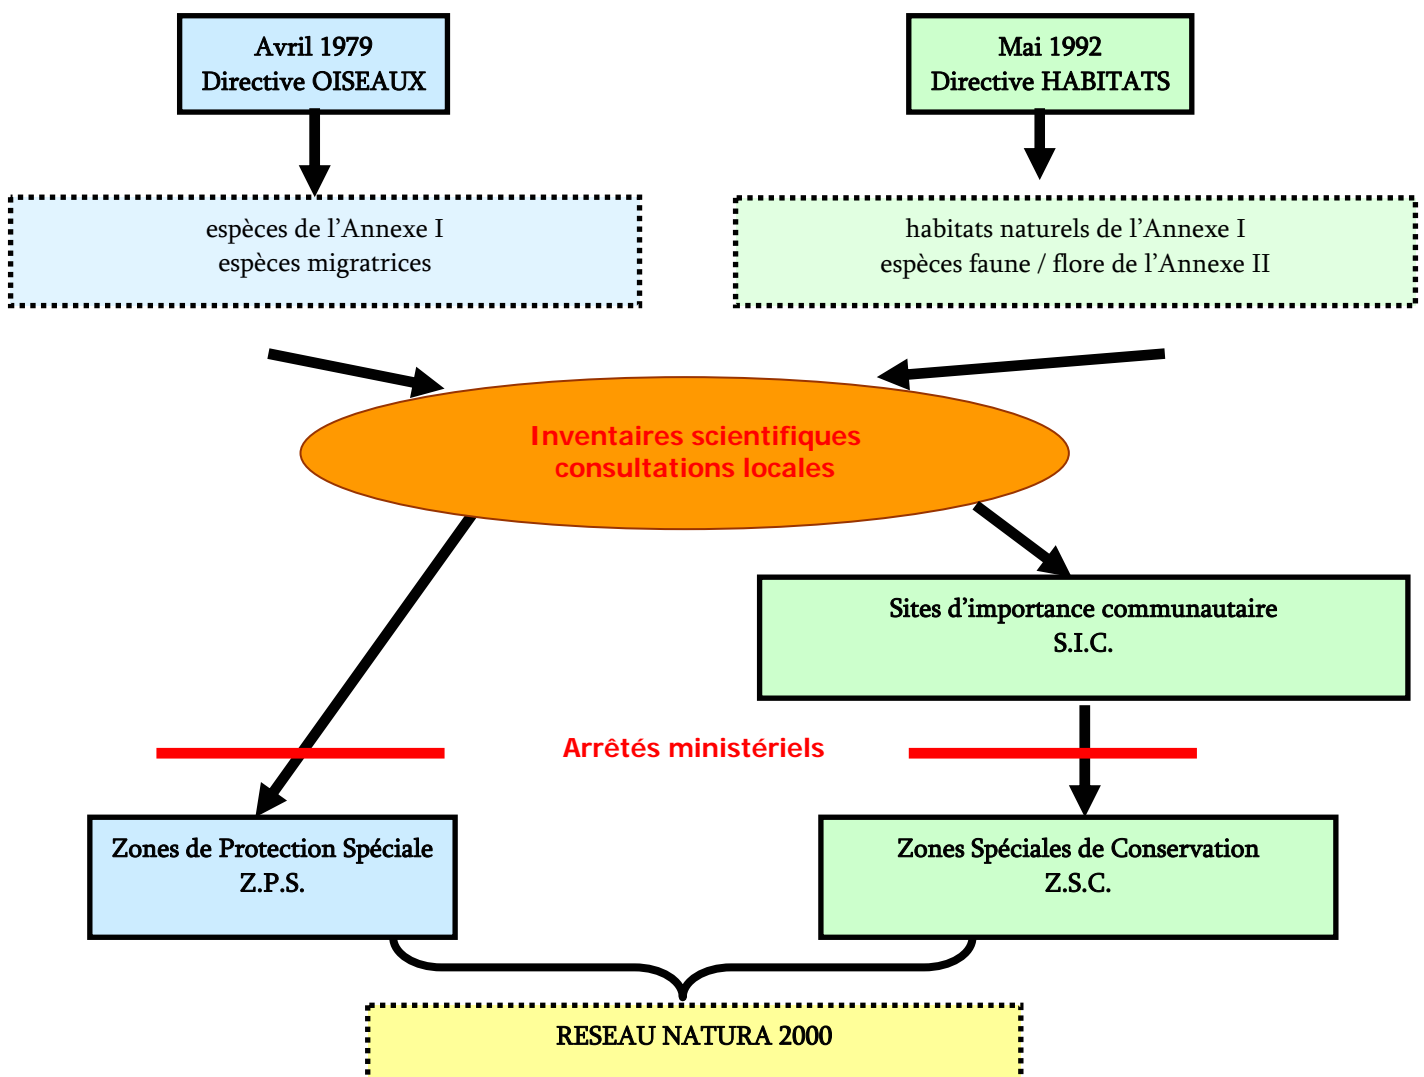 Avril 1979
Directive OISEAUX
Mai 1992
Directive HABITATS
espèces de l’Annexe I
espèces migratrices
habitats naturels de l’Annexe I
espèces faune / flore de l’Annexe II
Inventaires scientifiques
consultations locales
Sites d’importance communautaire
S.I.C.
Arrêtés ministériels
Zones de Protection Spéciale
Z.P.S.
Zones Spéciales de Conservation
Z.S.C.
RESEAU NATURA 2000